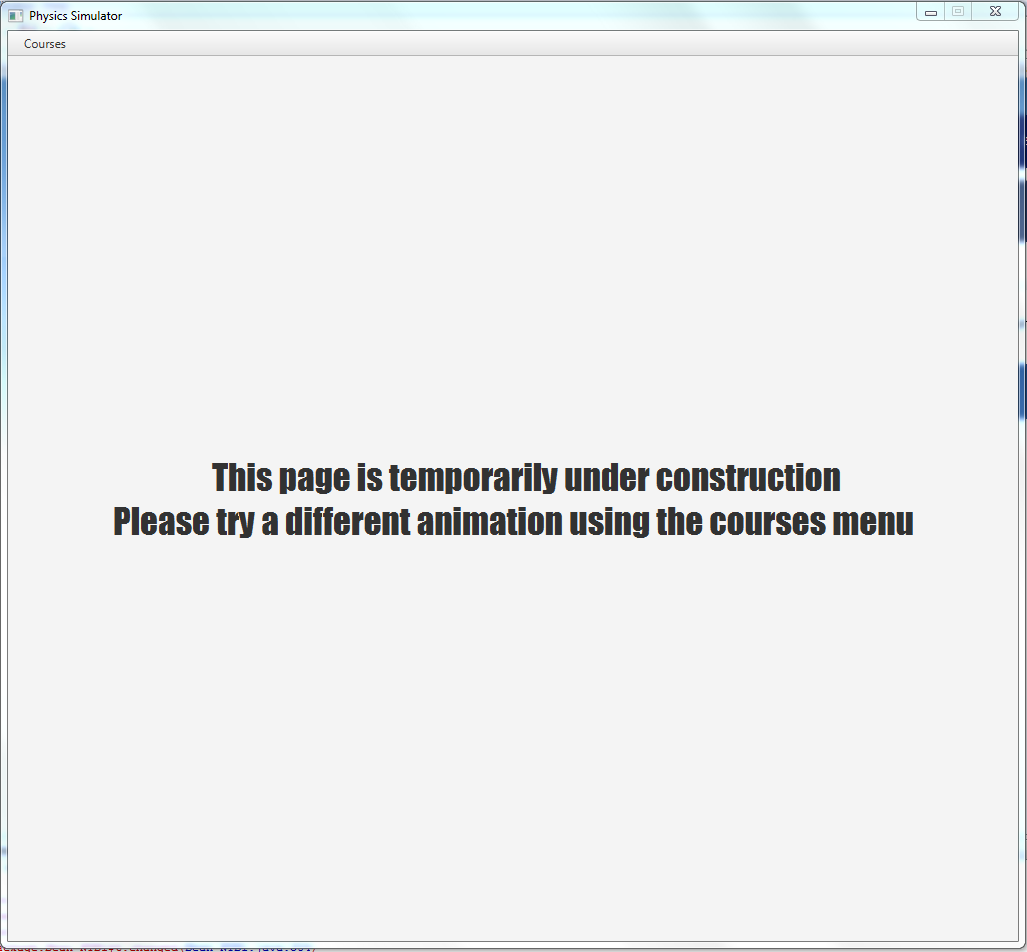 Physics Simulator
Courses
This page is temporarily under construction
Please try a different animation using the courses menu